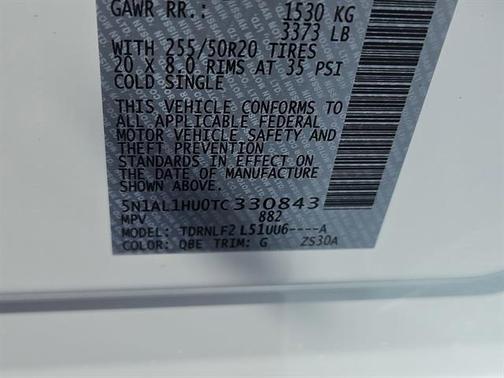 GAWR RR.: 1530 KG
3373 LB
WITH 255/50R20 TIRES
20 X 8.0 RIMS AT 35 PSI
COLD SINGLE
THIS VEHICLE CONFORMS TO
ALL APPLICABLE FEDERAL
MOTOR VEHICLE SAFETY AND
THEFT PREVENTION
STANDARDS IN EFFECT ON
THE DATE OF MANUFACTURE
SHOWN ABOVE.
5N1AL1HU0TC330843
MPV 882
MODEL: TDRNLF2 L51UU6----A
COLOR: QBE TRIM: G ZS30A